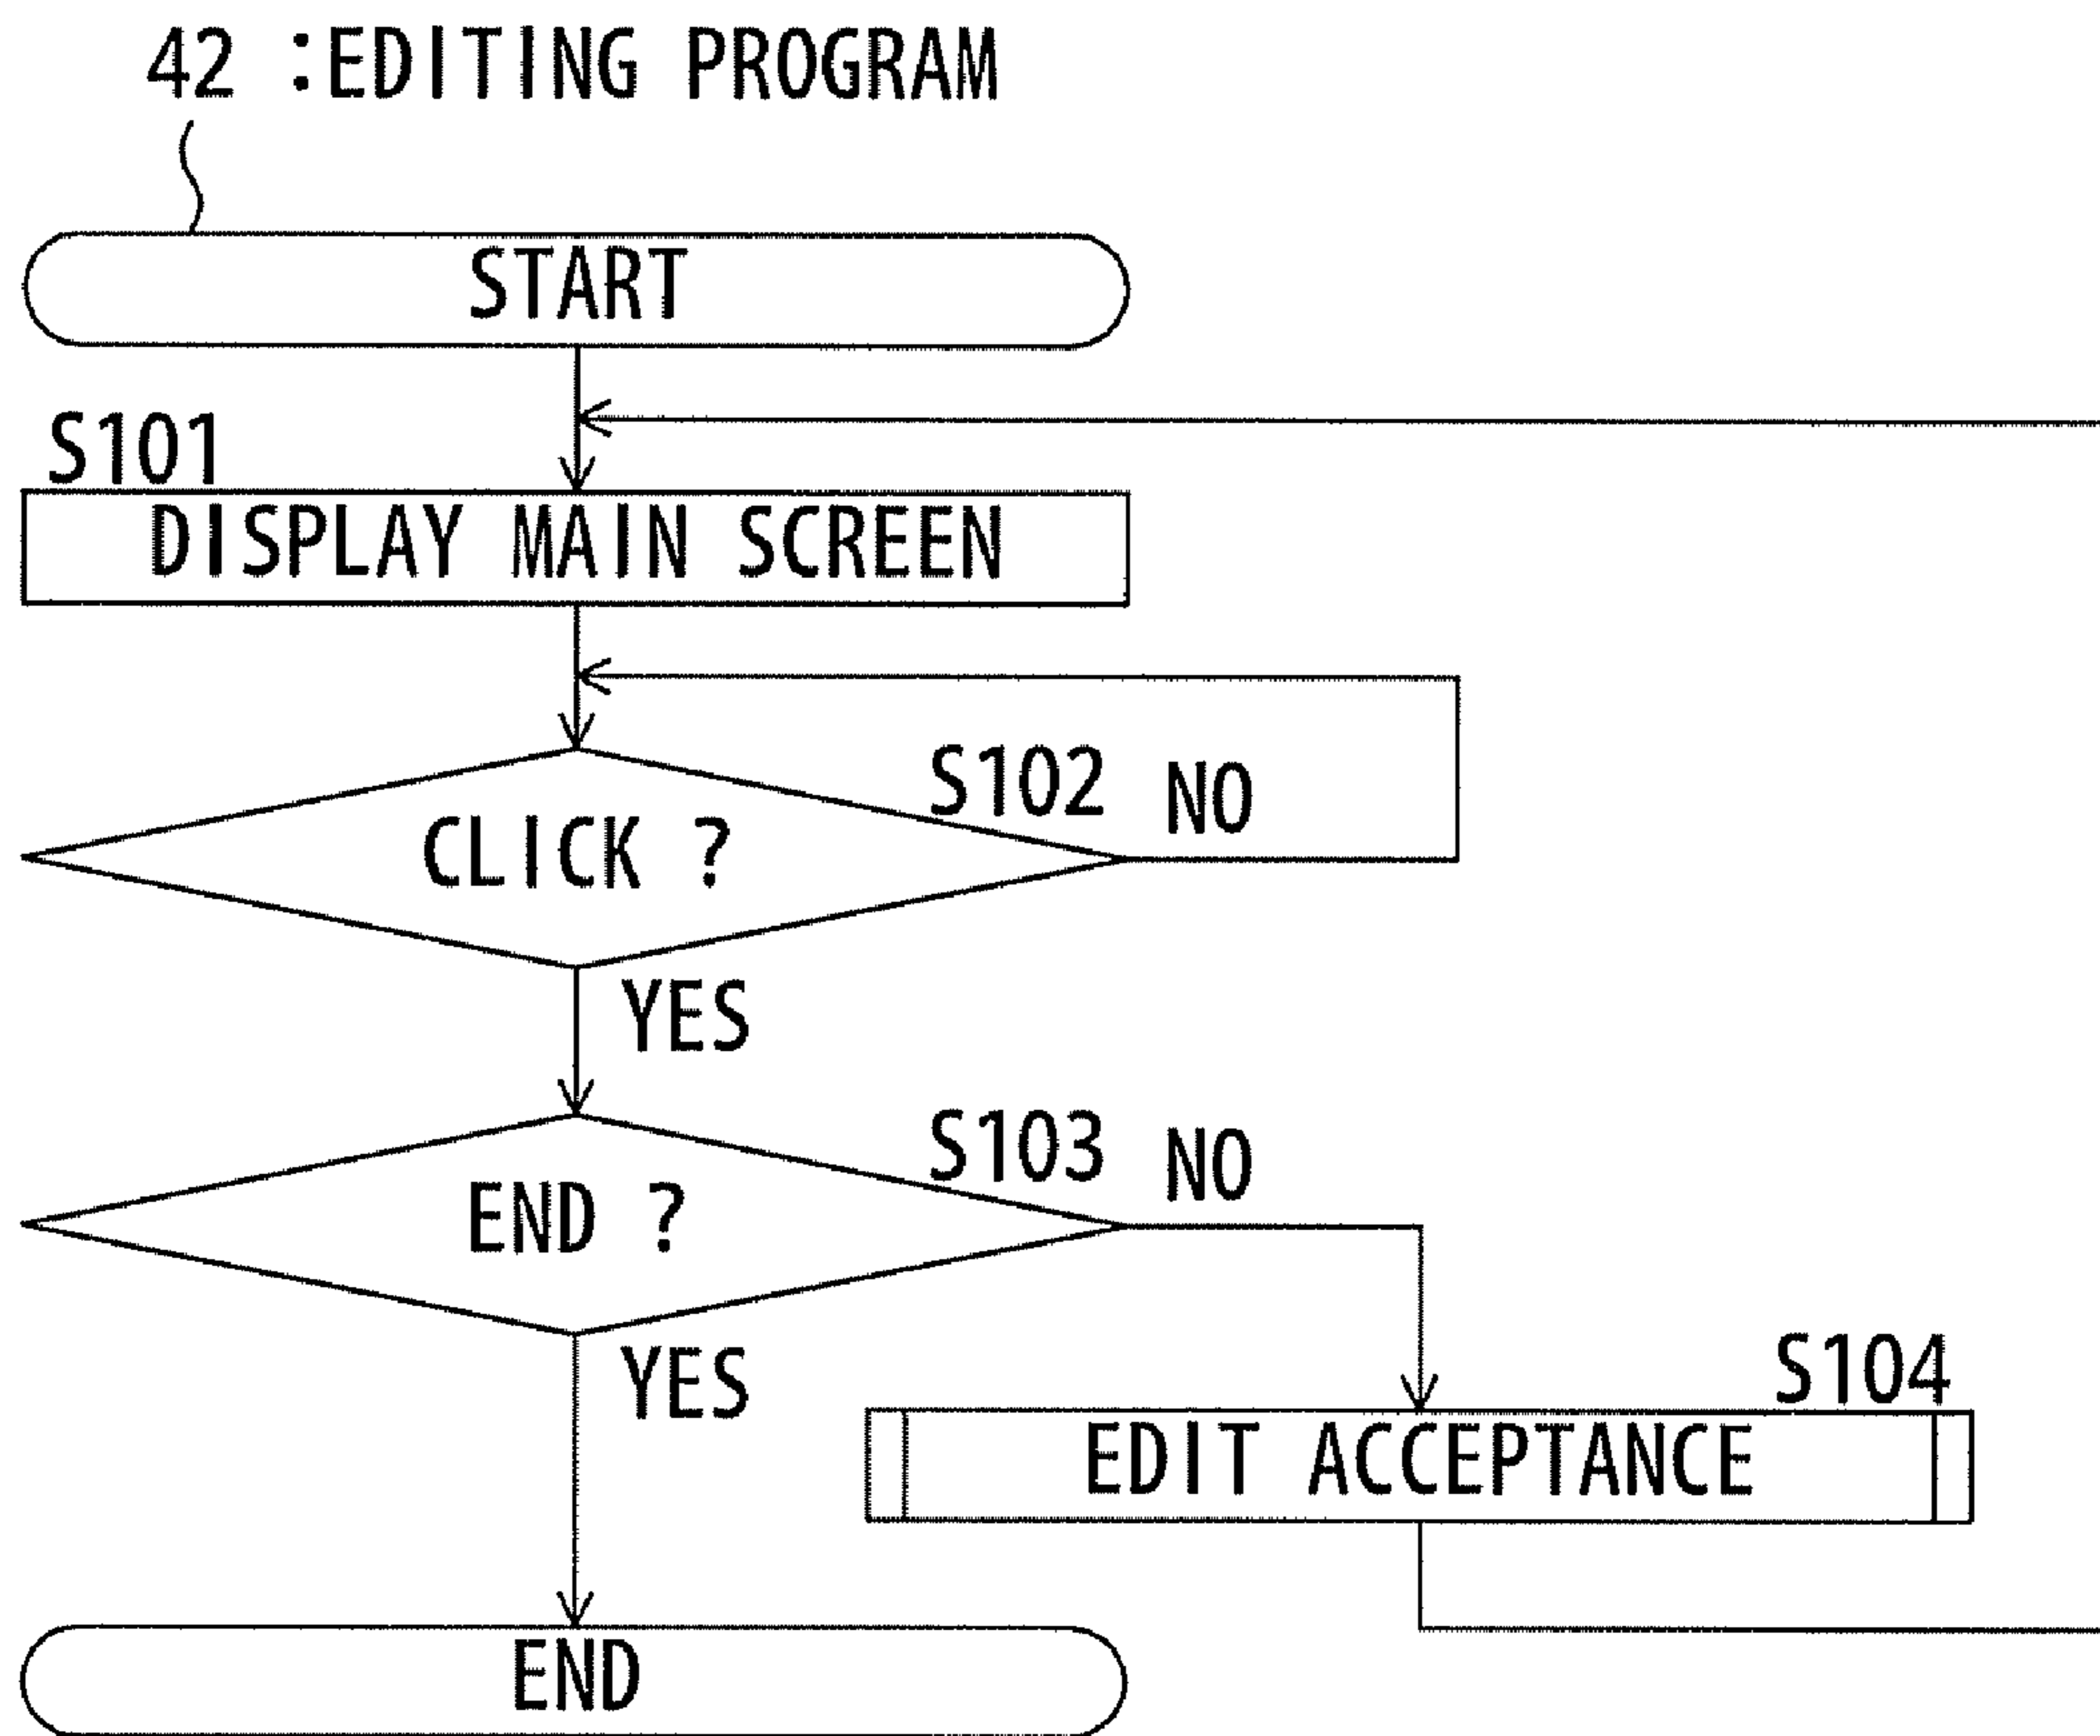 42 :EDITING PROGRAM
START
S101
DISPLAY MAIN SCREEN
S102 NO
CLICK ?
YES
S103 NO
END ?
YES
S104
EDIT ACCEPTANCE
END